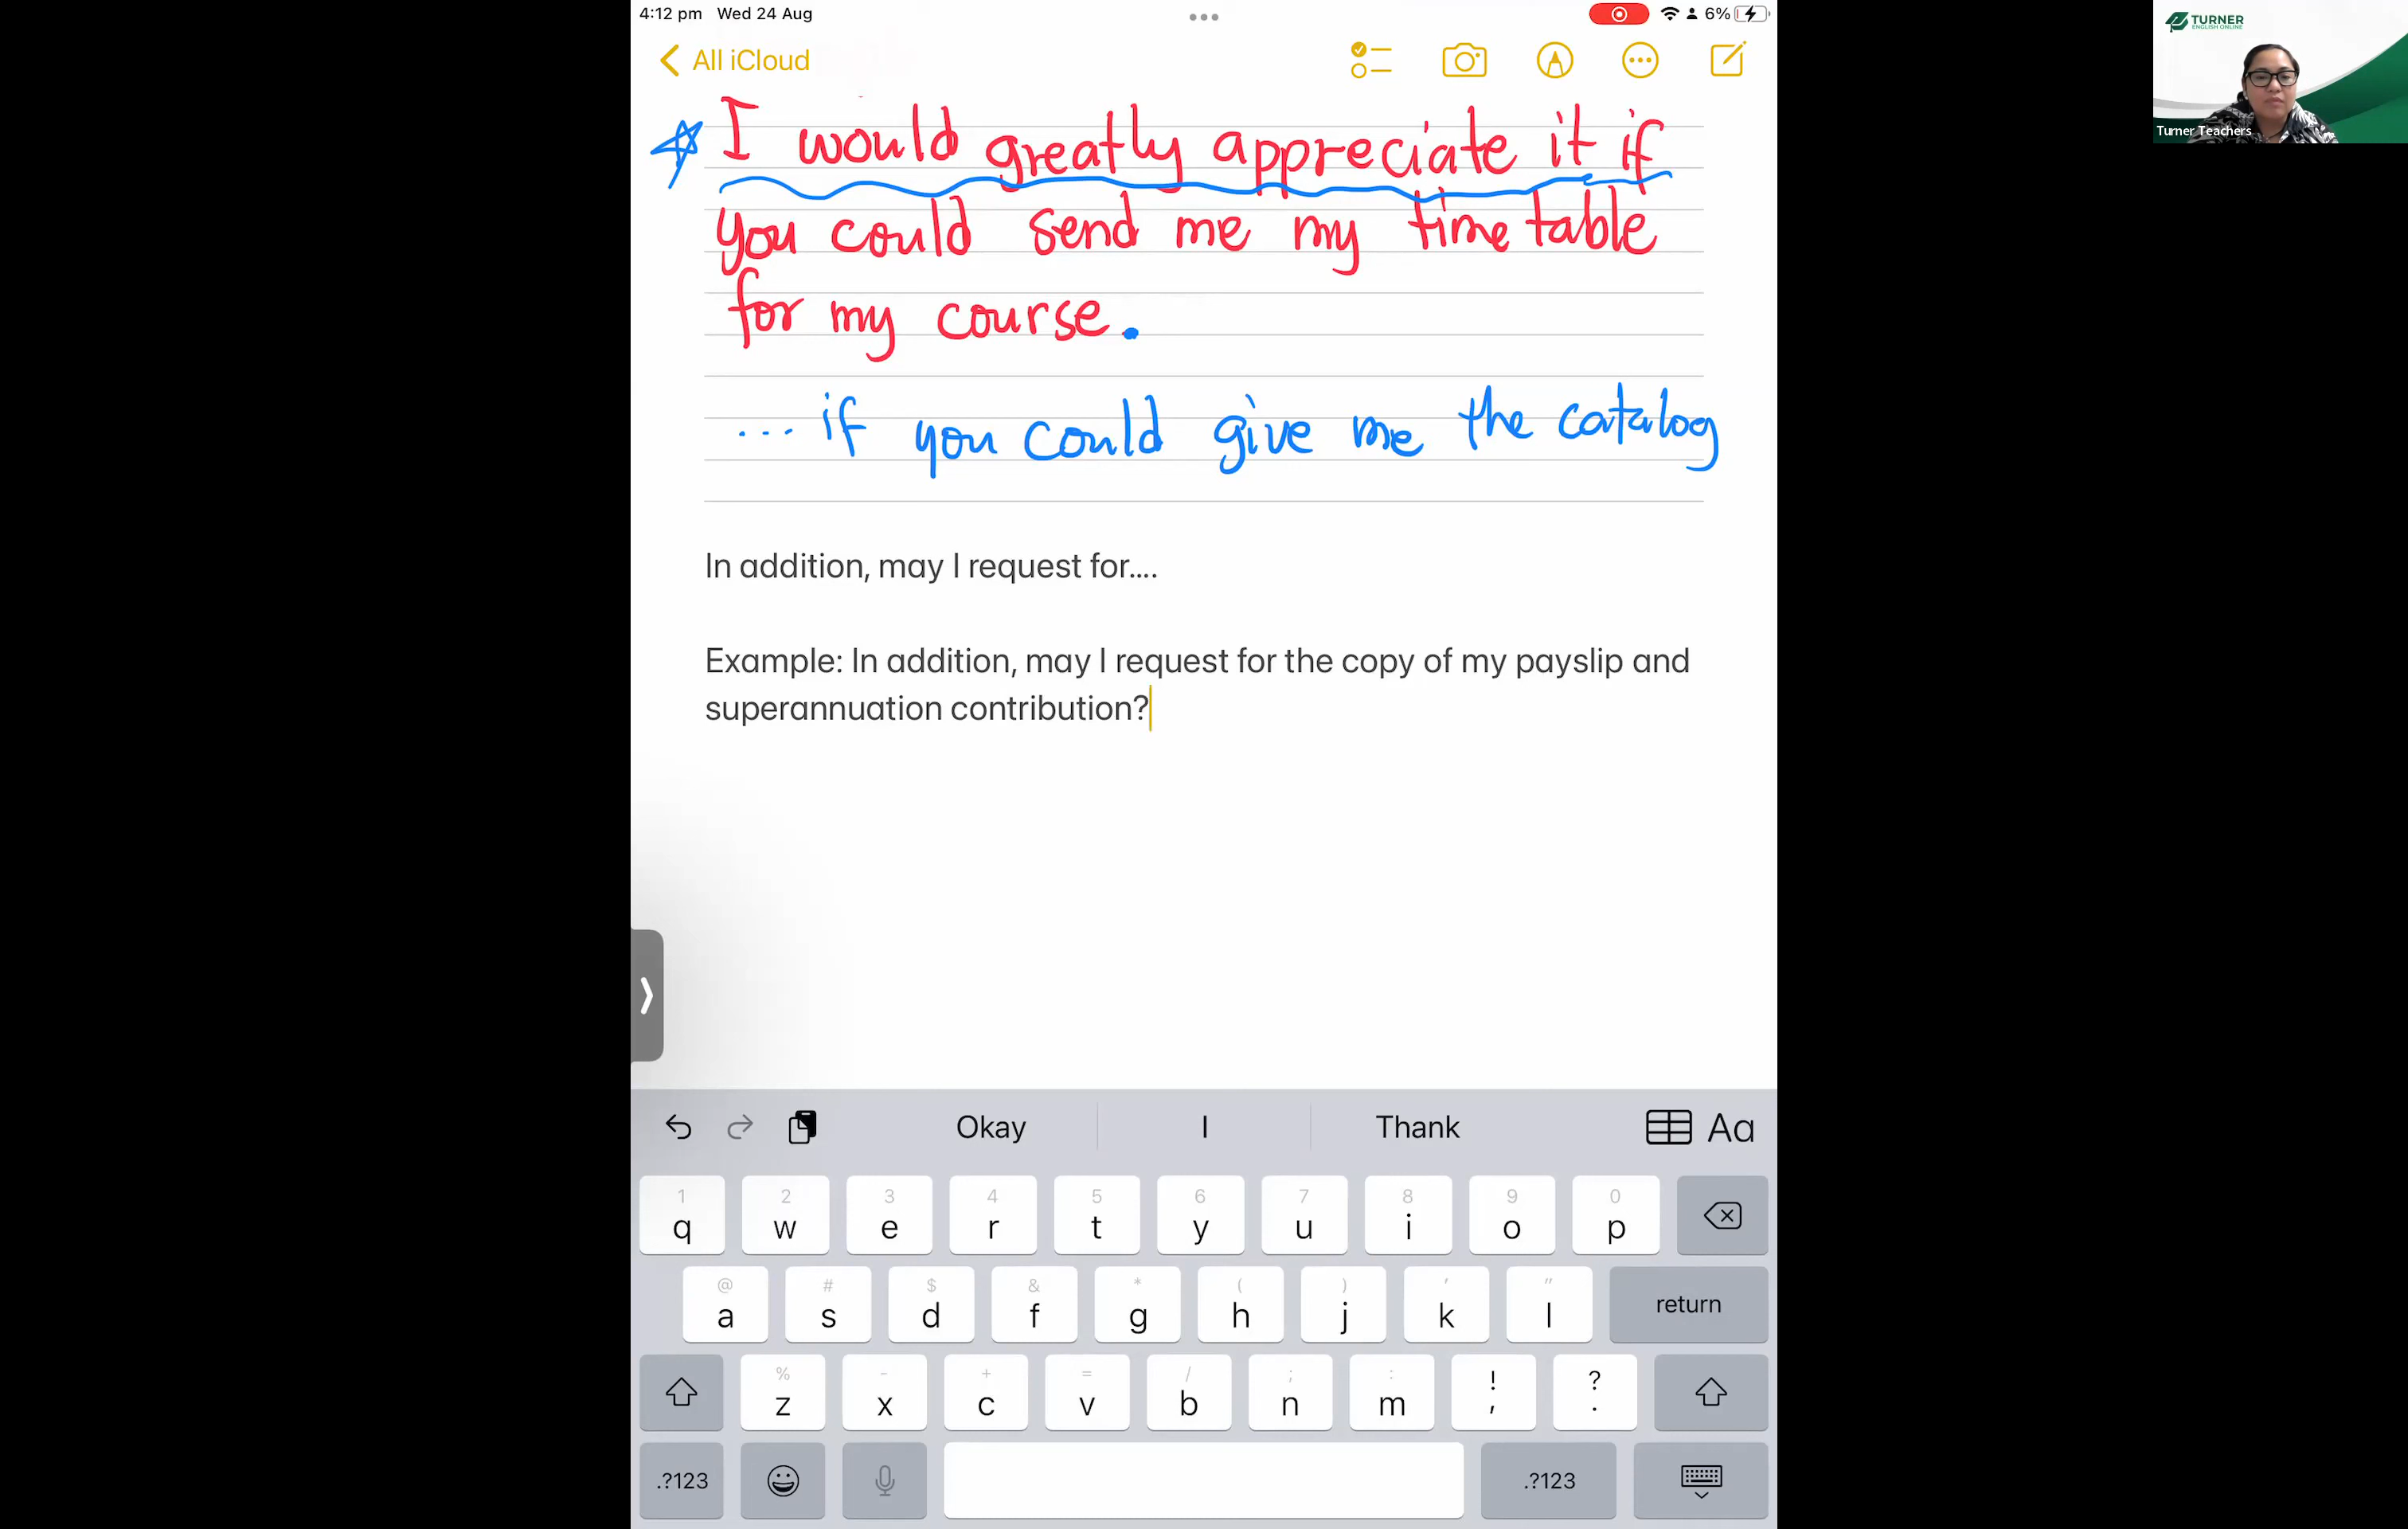 4:12 pm Wed 24 Aug
6%
All iCloud
TURNER
ENGLISH ONLINE
Turner Teachers
I would greatly appreciate it if
you could send me my timetable
for my course.
... if you could give me the catalog
In addition, may I request for....
Example: In addition, may I request for the copy of my payslip and
superannuation contribution?
Okay I Thank
Aa
1 2 3 4 5 6 7 8 9 0
q w e r t y u i o p
@ # $ & * ( ) ' "
a s d f g h j k l return
% - + = / ; : ! ?
z x c v b n m , .
.?123 .?123